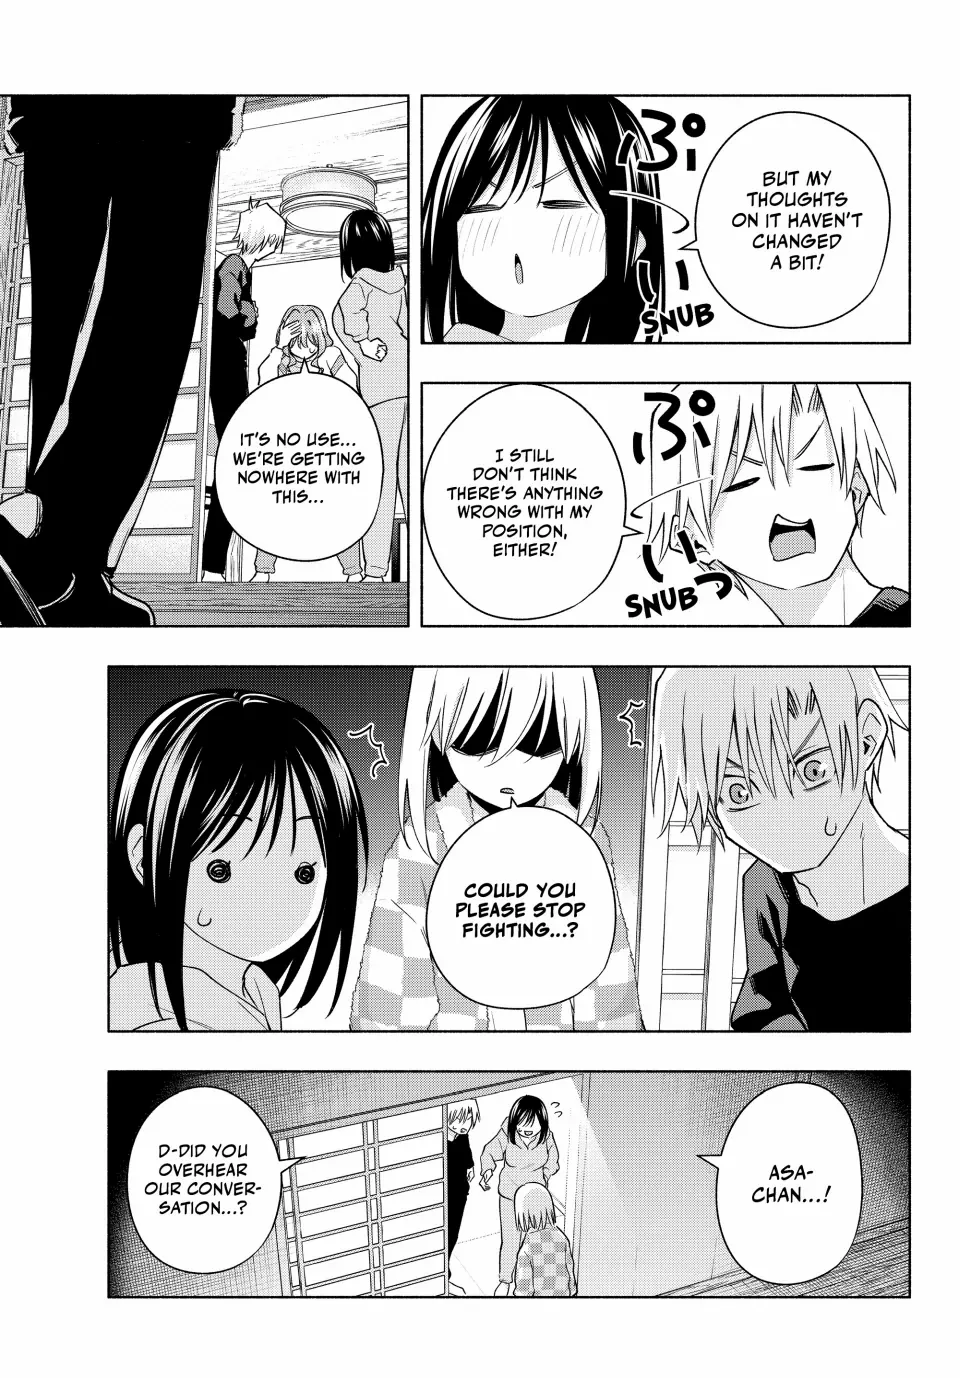 BUT MY
THOUGHTS
ON IT HAVEN'T
CHANGED
A BIT!
ぷいっ
SNUB
I STILL
DON'T THINK
THERE'S ANYTHING
WRONG WITH MY
POSITION,
EITHER!
ぷいっ
SNUB
IT'S NO USE...
WE'RE GETTING
NOWHERE WITH
THIS...
COULD YOU
PLEASE STOP
FIGHTING...?
ASA-
CHAN...!
D-DID YOU
OVERHEAR
OUR CONVER-
SATION...?